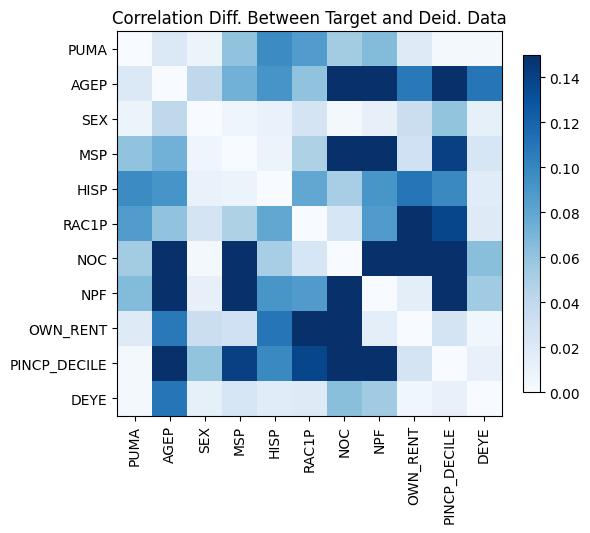 Correlation Diff. Between Target and Deid. Data
PUMA
AGEP
SEX
MSP
HISP
RAC1P
NOC
NPF
OWN_RENT
PINCP_DECILE
DEYE
PUMA
AGEP
SEX
MSP
HISP
RAC1P
NOC
NPF
OWN_RENT
PINCP_DECILE
DEYE
0.14
0.12
0.10
0.08
0.06
0.04
0.02
0.00